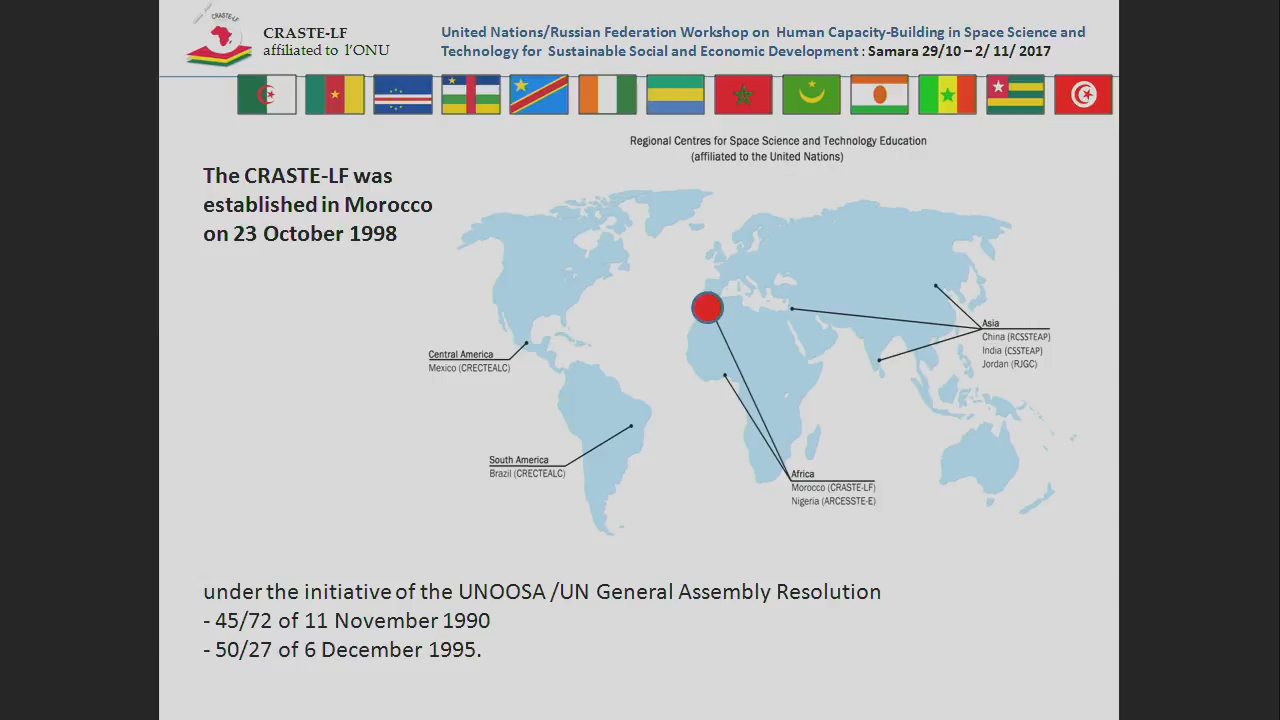 CRASTE-LF
CRASTE-LF
affiliated to l'ONU
United Nations/Russian Federation Workshop on Human Capacity-Building in Space Science and
Technology for Sustainable Social and Economic Development : Samara 29/10 – 2/ 11/ 2017
Regional Centres for Space Science and Technology Education
(affiliated to the United Nations)
The CRASTE-LF was
established in Morocco
on 23 October 1998
Asia
China (RCSSTEAP)
India (CSSTEAP)
Jordan (RJGC)
Central America
Mexico (CRECTEALC)
South America
Brazil (CRECTEALC)
Africa
Morocco (CRASTE-LF)
Nigeria (ARCESSTE-E)
under the initiative of the UNOOSA /UN General Assembly Resolution
- 45/72 of 11 November 1990
- 50/27 of 6 December 1995.